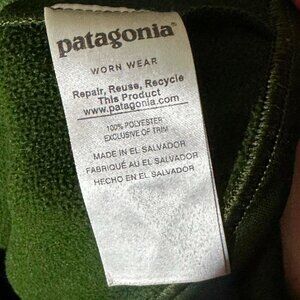 patagonia
WORN WEAR
Repair, Reuse, Recycle
This Product
www.patagonia.com
100% POLYESTER
EXCLUSIVE OF TRIM
MADE IN EL SALVADOR
FABRIQUÉ AU EL SALVADOR
HECHO EN EL SALVADOR